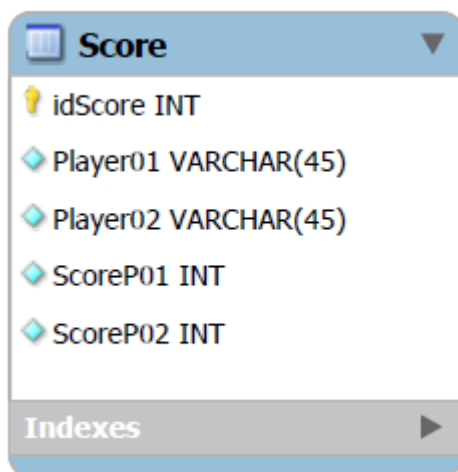 Score
idScore INT
Player01 VARCHAR(45)
Player02 VARCHAR(45)
ScoreP01 INT
ScoreP02 INT
Indexes